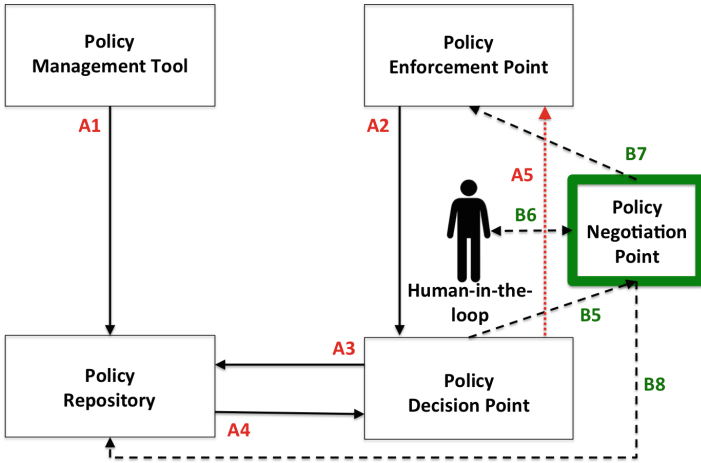 Policy
Management Tool
Policy
Enforcement Point
A1
A2
B7
A5
B6
Policy
Negotiation
Point
Human-in-the-
loop
B5
A3
B8
Policy
Repository
Policy
Decision Point
A4